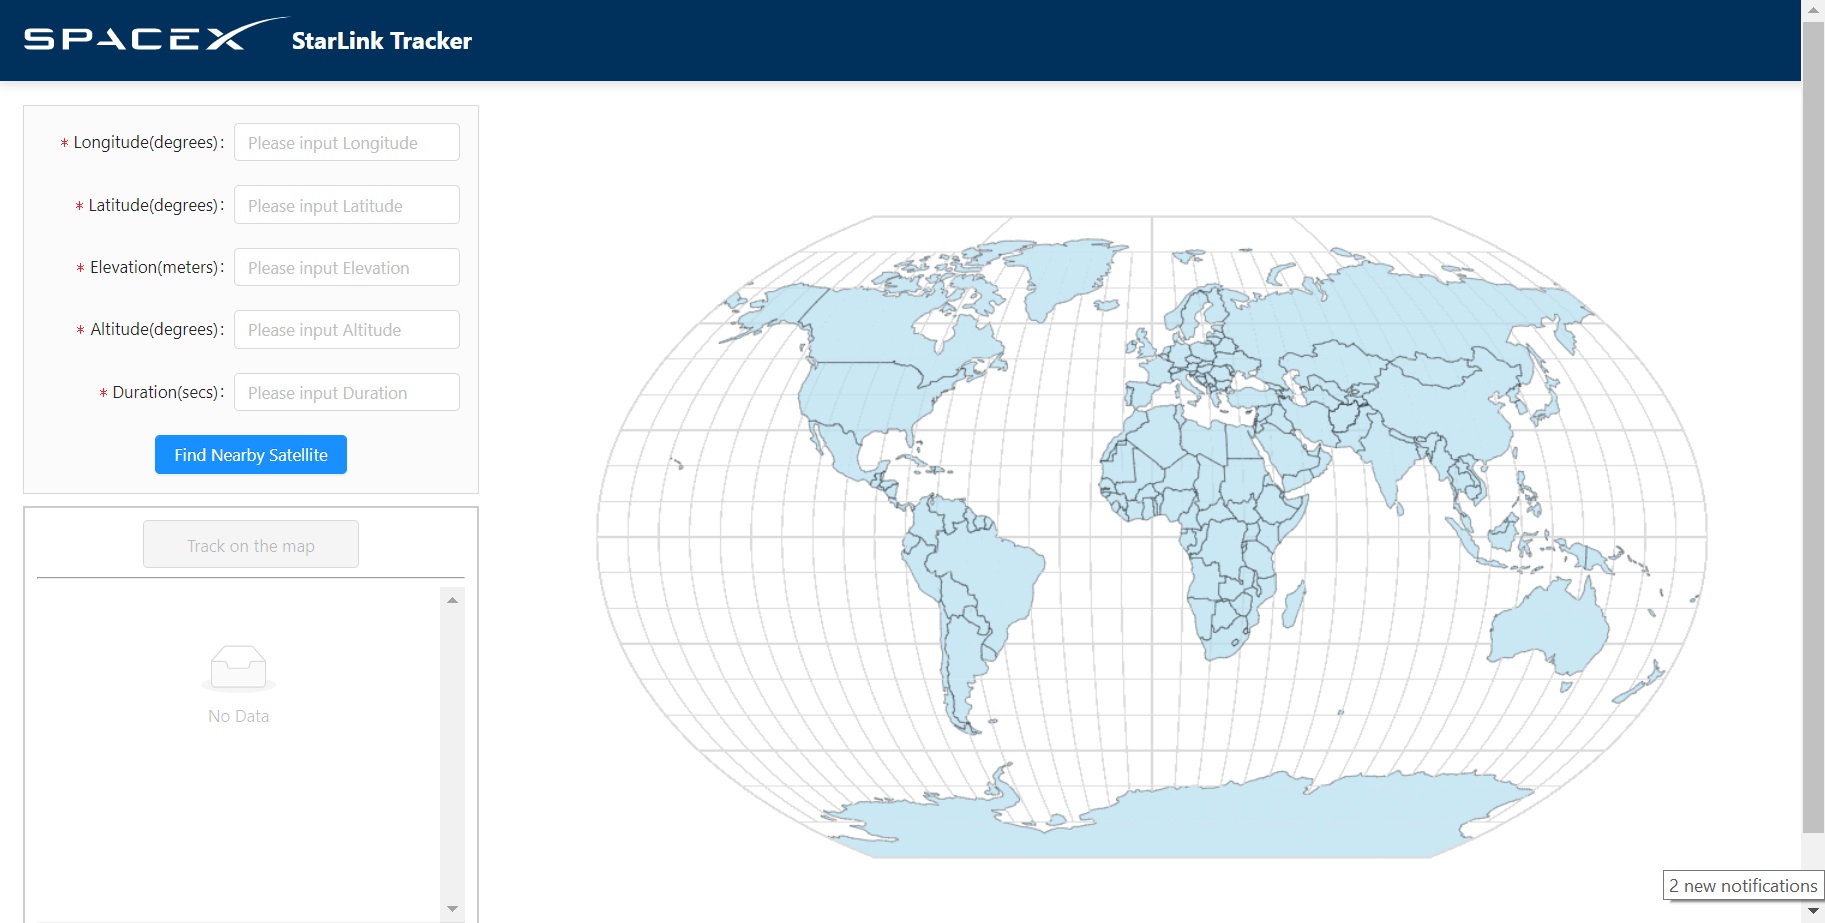 SPACEX StarLink Tracker
* Longitude(degrees): Please input Longitude
* Latitude(degrees): Please input Latitude
* Elevation(meters): Please input Elevation
* Altitude(degrees): Please input Altitude
* Duration(secs): Please input Duration
Find Nearby Satellite
Track on the map
No Data
2 new notifications